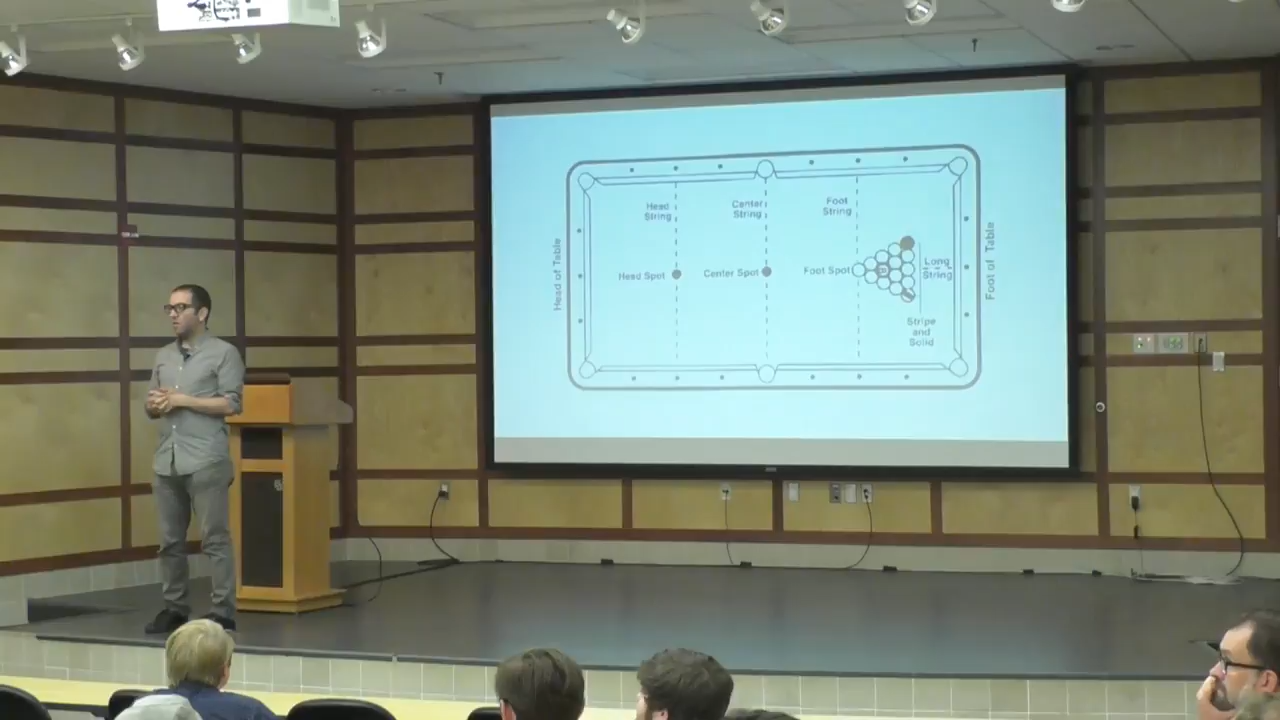 Head
String
Center
String
Foot
String
Head of Table
Head Spot
Center Spot
Foot Spot
8
Long
String
Foot of Table
Stripe
and
Solid